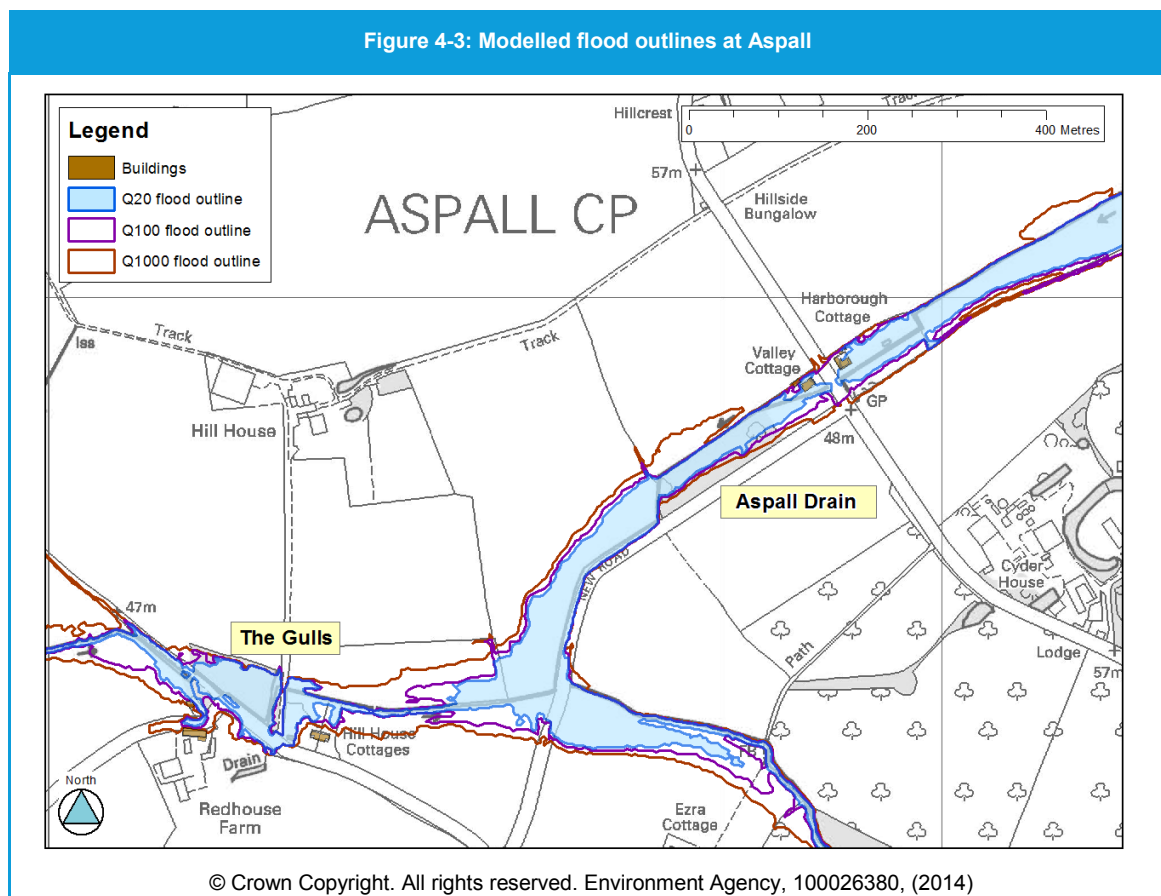 Figure 4-3: Modelled flood outlines at Aspall
Legend
Buildings
Q20 flood outline
Q100 flood outline
Q1000 flood outline
Hillcrest
Track
0
200
400 Metres
57m
ASPALL CP
Hillside
Bungalow
Harborough
Cottage
Track
Iss
Track
Valley
Cottage
GP
48m
Hill House
Aspall Drain
Cyder
House
NEW ROAD
47m
The Gulls
Path
Lodge
57m
Hill House
Cottages
Drain
North
Redhouse
Farm
Ezra
Cottage
© Crown Copyright. All rights reserved. Environment Agency, 100026380, (2014)